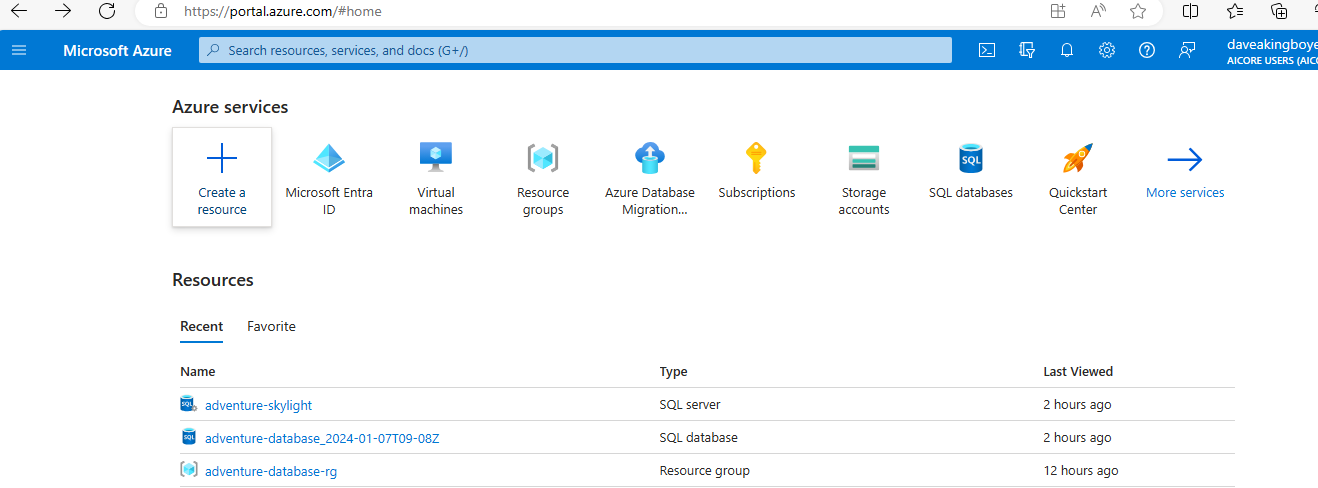 https://portal.azure.com/#home
Microsoft Azure
Search resources, services, and docs (G+/)
daveakingboye
AICORE USERS (AICO
Azure services
Create a resource
Microsoft Entra ID
Virtual machines
Resource groups
Azure Database Migration...
Subscriptions
Storage accounts
SQL databases
Quickstart Center
More services
Resources
Recent Favorite
Name Type Last Viewed
adventure-skylight SQL server 2 hours ago
adventure-database_2024-01-07T09-08Z SQL database 2 hours ago
adventure-database-rg Resource group 12 hours ago